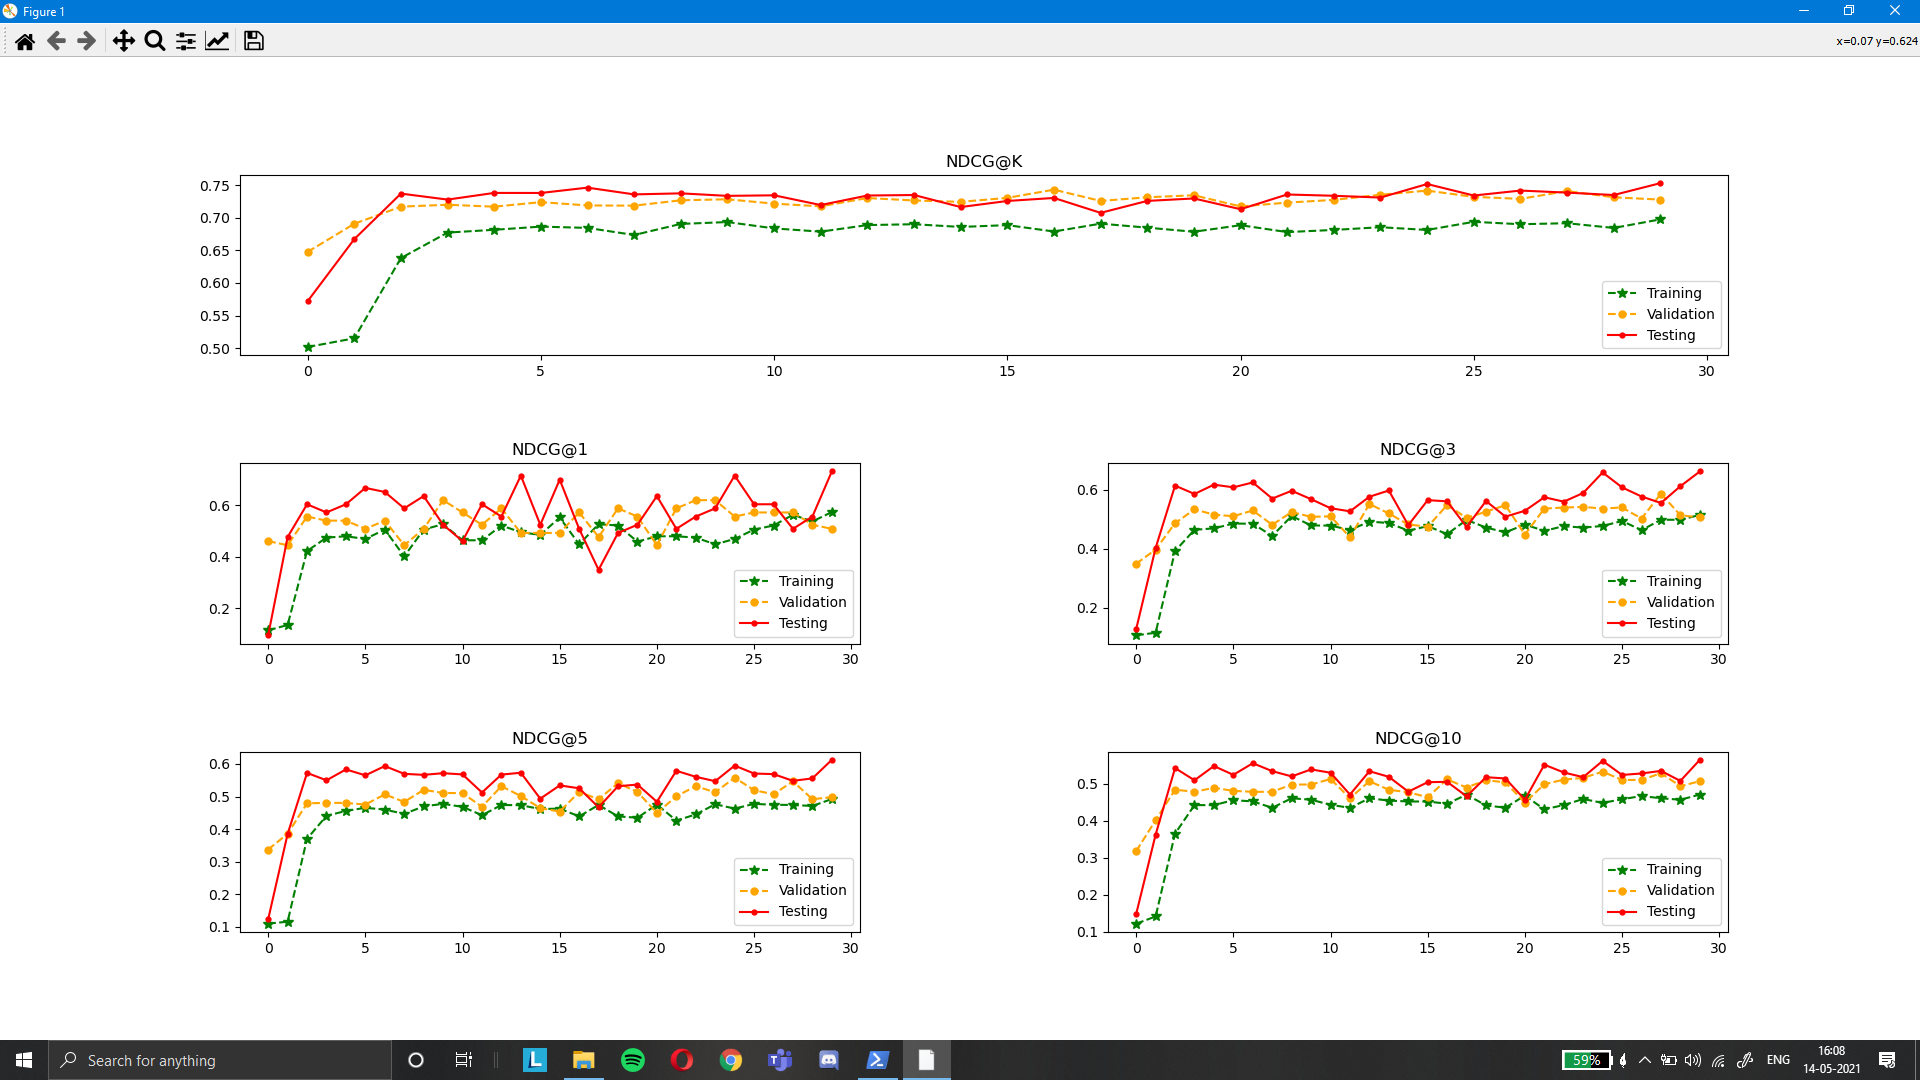 Figure 1
x=0.07 y=0.624
NDCG@K
0.75
0.70
0.65
0.60
0.55
0.50
0 5 10 15 20 25 30
Training
Validation
Testing
NDCG@1
0.6
0.4
0.2
0 5 10 15 20 25 30
Training
Validation
Testing
NDCG@3
0.6
0.4
0.2
0 5 10 15 20 25 30
Training
Validation
Testing
NDCG@5
0.6
0.5
0.4
0.3
0.2
0.1
0 5 10 15 20 25 30
Training
Validation
Testing
NDCG@10
0.5
0.4
0.3
0.2
0.1
0 5 10 15 20 25 30
Training
Validation
Testing
Search for anything
L
T
59%
ENG
16:08
14-05-2021